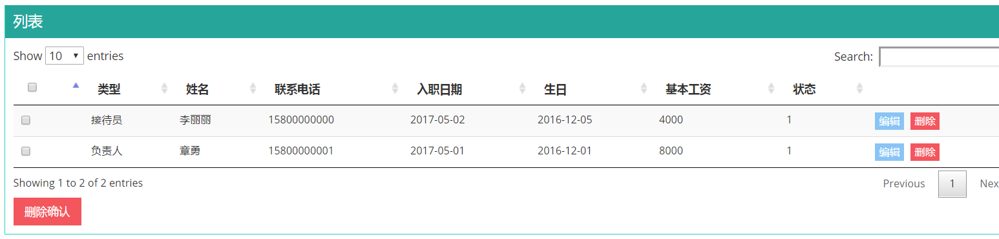 列表
Show 10 entries Search:
类型 姓名 联系电话 入职日期 生日 基本工资 状态
接待员 李丽丽 15800000000 2017-05-02 2016-12-05 4000 1 编辑 删除
负责人 章勇 15800000001 2017-05-01 2016-12-01 8000 1 编辑 删除
Showing 1 to 2 of 2 entries Previous 1 Nex
删除确认